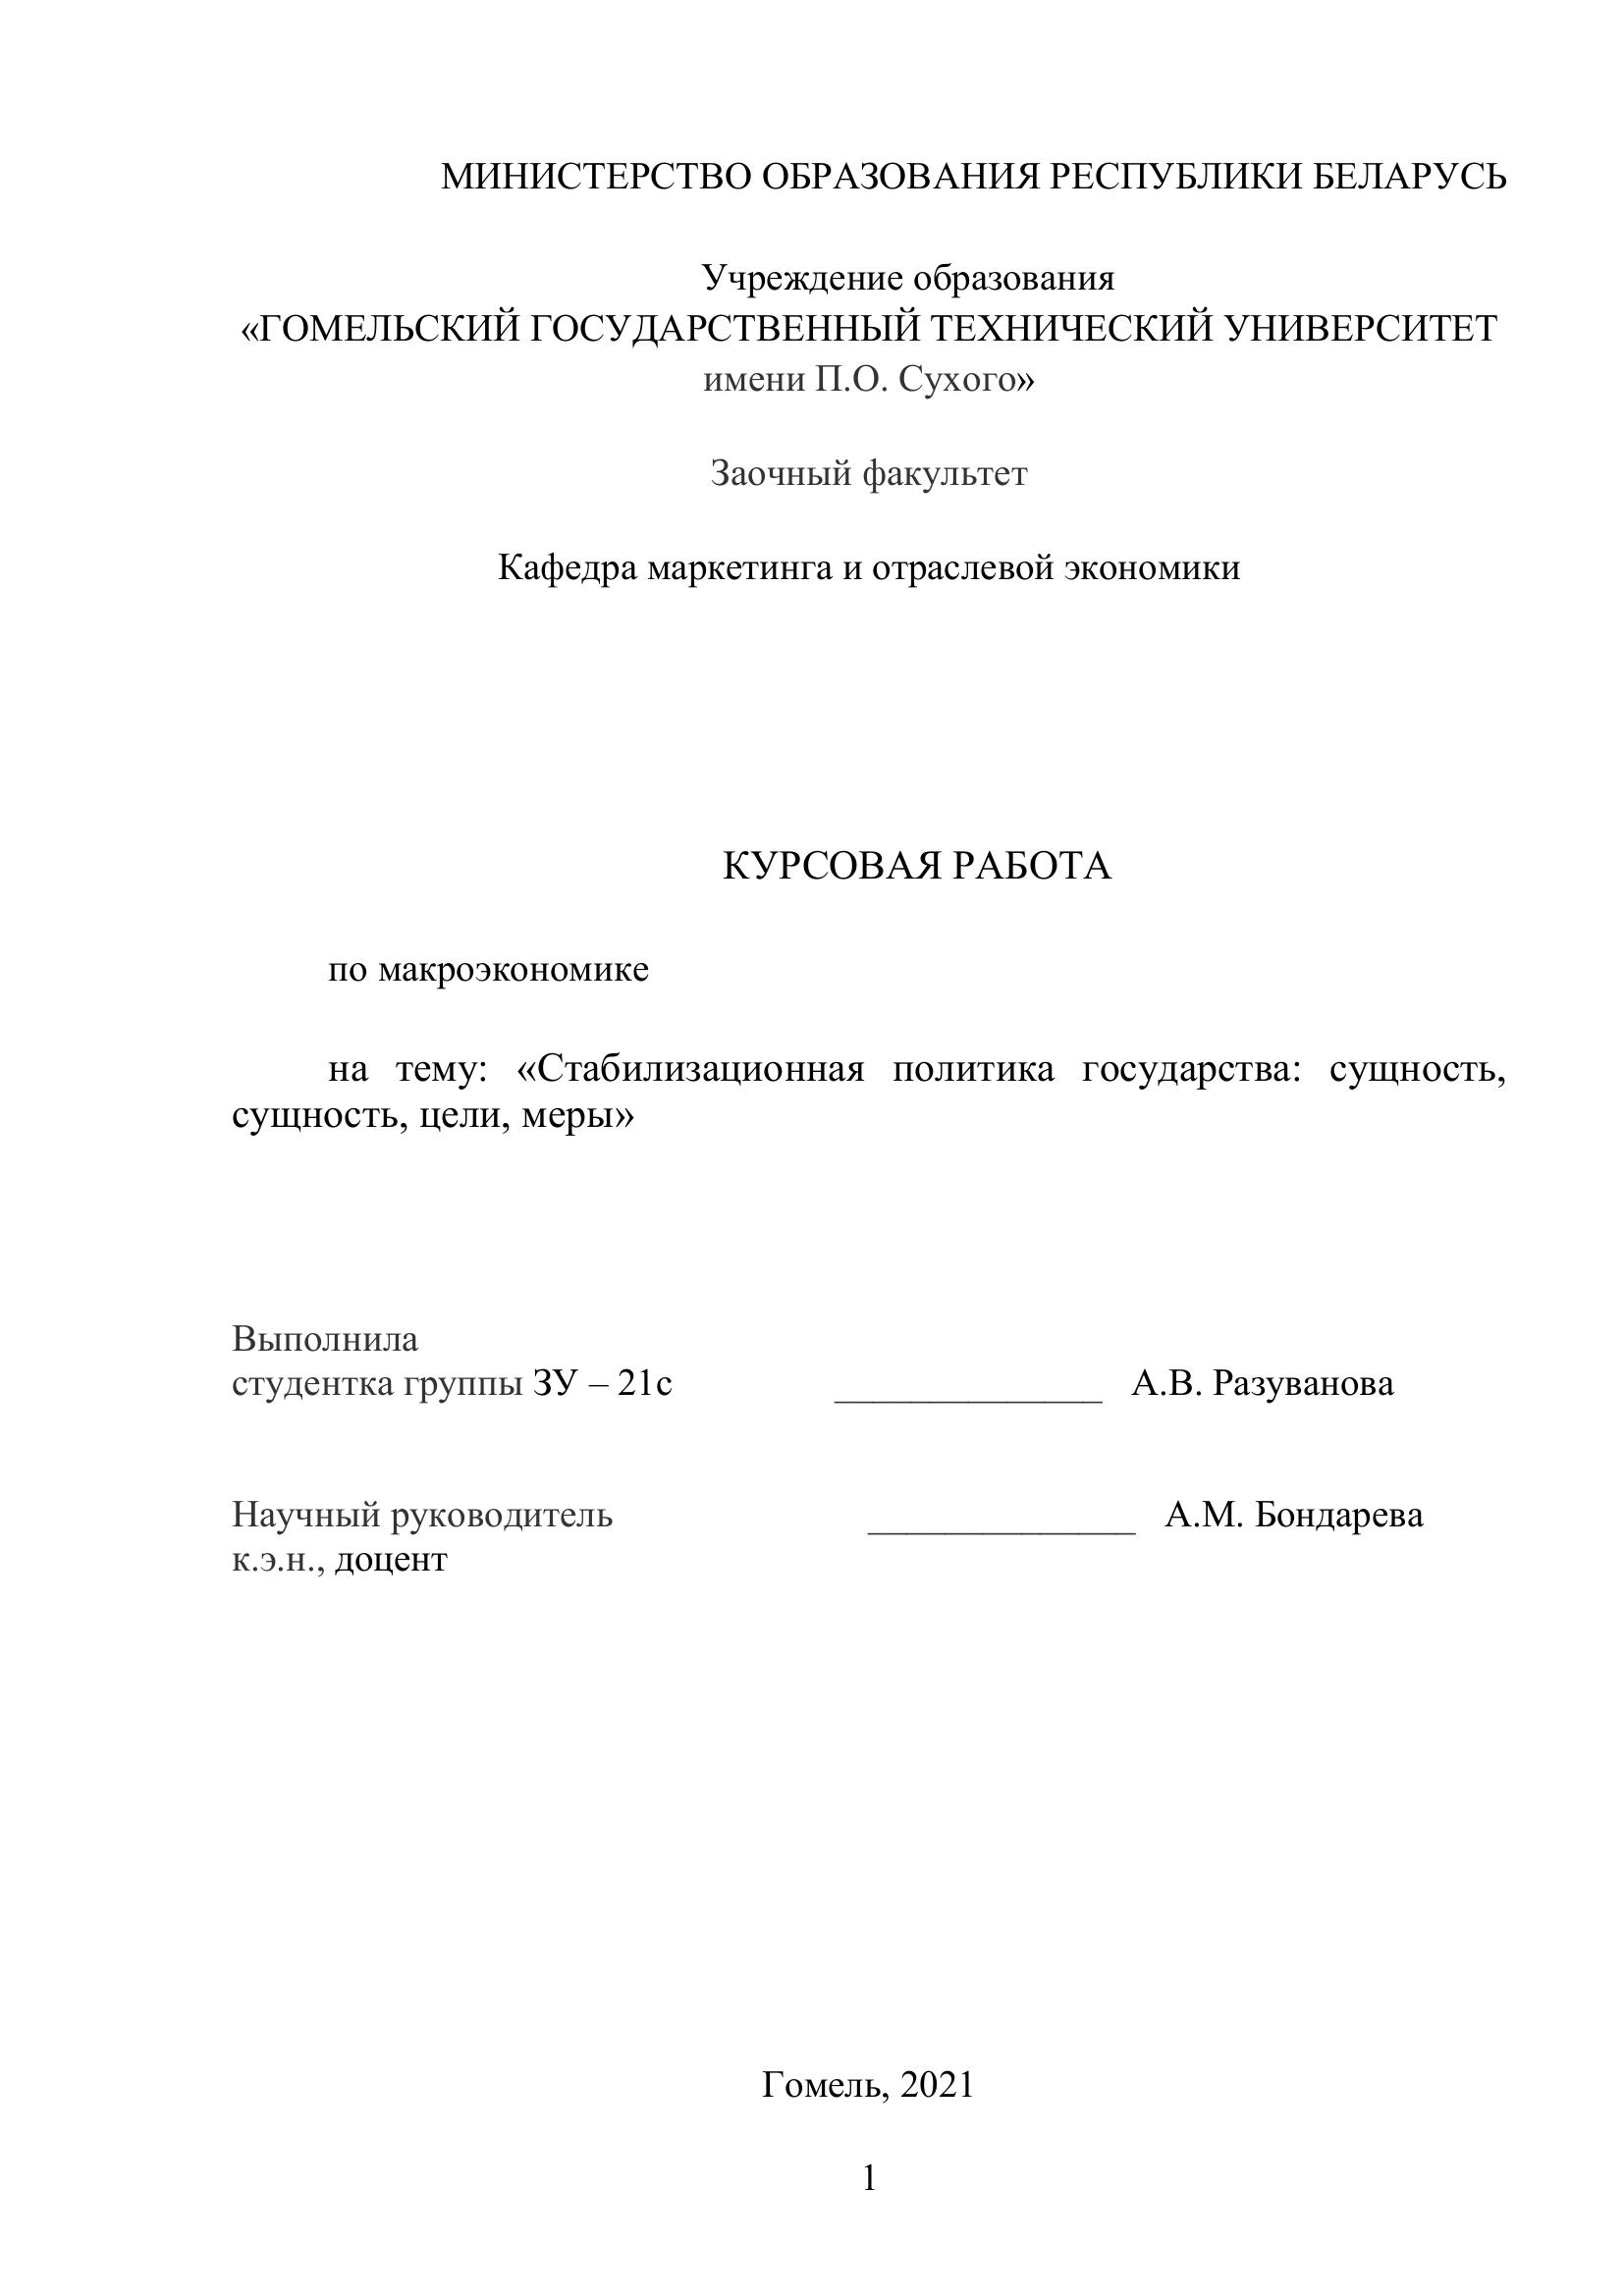 МИНИСТЕРСТВО ОБРАЗОВАНИЯ РЕСПУБЛИКИ БЕЛАРУСЬ
Учреждение образования
«ГОМЕЛЬСКИЙ ГОСУДАРСТВЕННЫЙ ТЕХНИЧЕСКИЙ УНИВЕРСИТЕТ
имени П.О. Сухого»
Заочный факультет
Кафедра маркетинга и отраслевой экономики
КУРСОВАЯ РАБОТА
по макроэкономике
на тему: «Стабилизационная политика государства: сущность,
сущность, цели, меры»
Выполнила
студентка группы ЗУ – 21с ______________ А.В. Разуванова
Научный руководитель ______________ А.М. Бондарева
к.э.н., доцент
Гомель, 2021
1